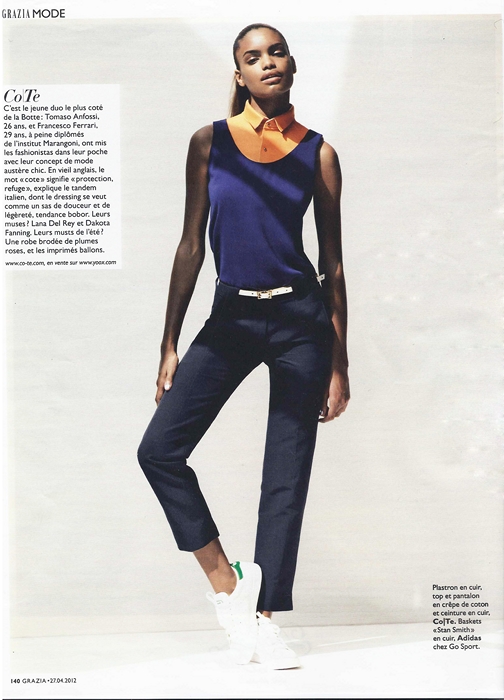 GRAZIA MODE
Co|Te
C'est le jeune duo le plus coté
de la Botte : Tomaso Anfossi,
26 ans, et Francesco Ferrari,
29 ans, à peine diplômés
de l'institut Marangoni, ont mis
les fashionistas dans leur poche
avec leur concept de mode
austère chic. En vieil anglais, le
mot « cote » signifie « protection,
refuge », explique le tandem
italien, dont le dressing se veut
comme un sas de douceur et de
légèreté, tendance bobor. Leurs
muses ? Lana Del Rey et Dakota
Fanning. Leurs musts de l'été ?
Une robe brodée de plumes
roses, et les imprimés ballons.
www.co-te.com, en vente sur www.yoox.com
Plastron en cuir,
top et pantalon
en crêpe de coton
et ceinture en cuir,
Co|Te. Baskets
« Stan Smith »
en cuir, Adidas
chez Go Sport.
140 GRAZIA • 27.04.2012